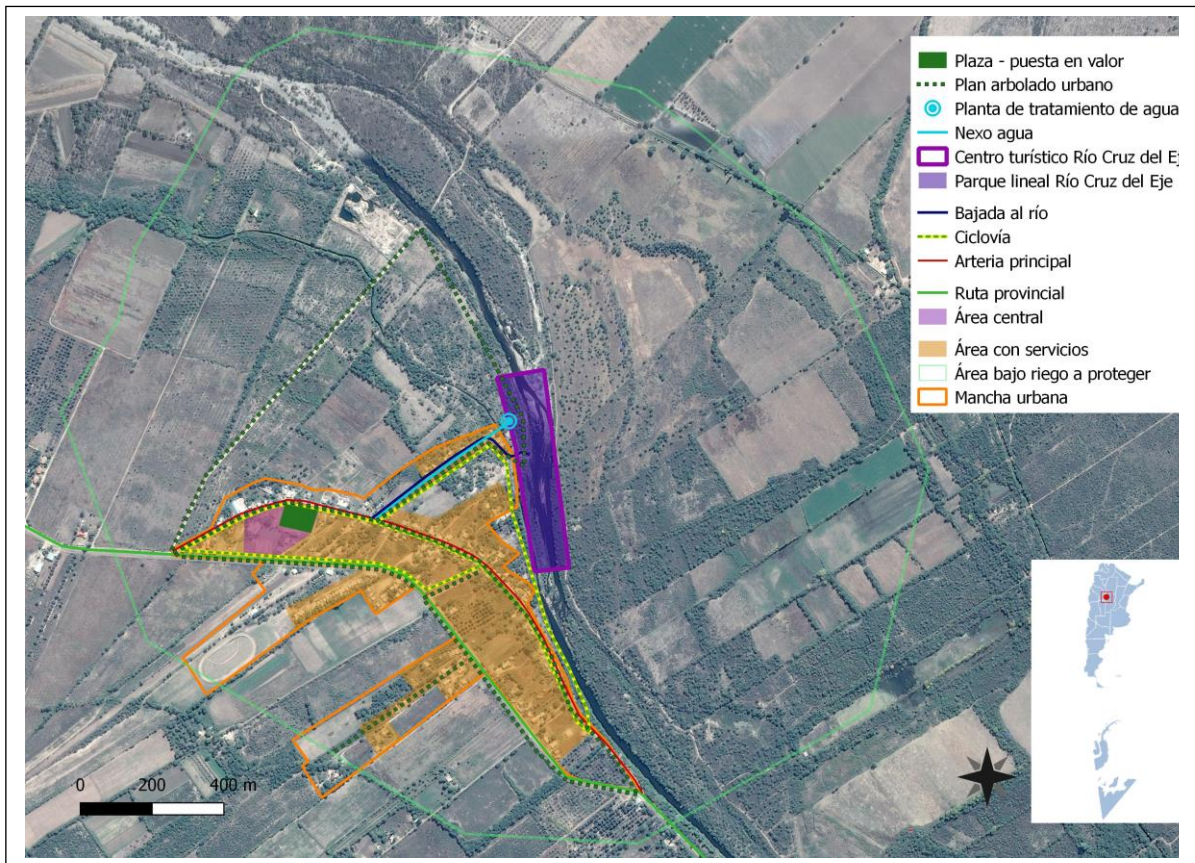 Plaza - puesta en valor
Plan arbolado urbano
Planta de tratamiento de agua
Nexo agua
Centro turístico Río Cruz del Ej
Parque lineal Río Cruz del Eje
Bajada al río
Ciclovía
Arteria principal
Ruta provincial
Área central
Área con servicios
Área bajo riego a proteger
Mancha urbana
0 200 400 m